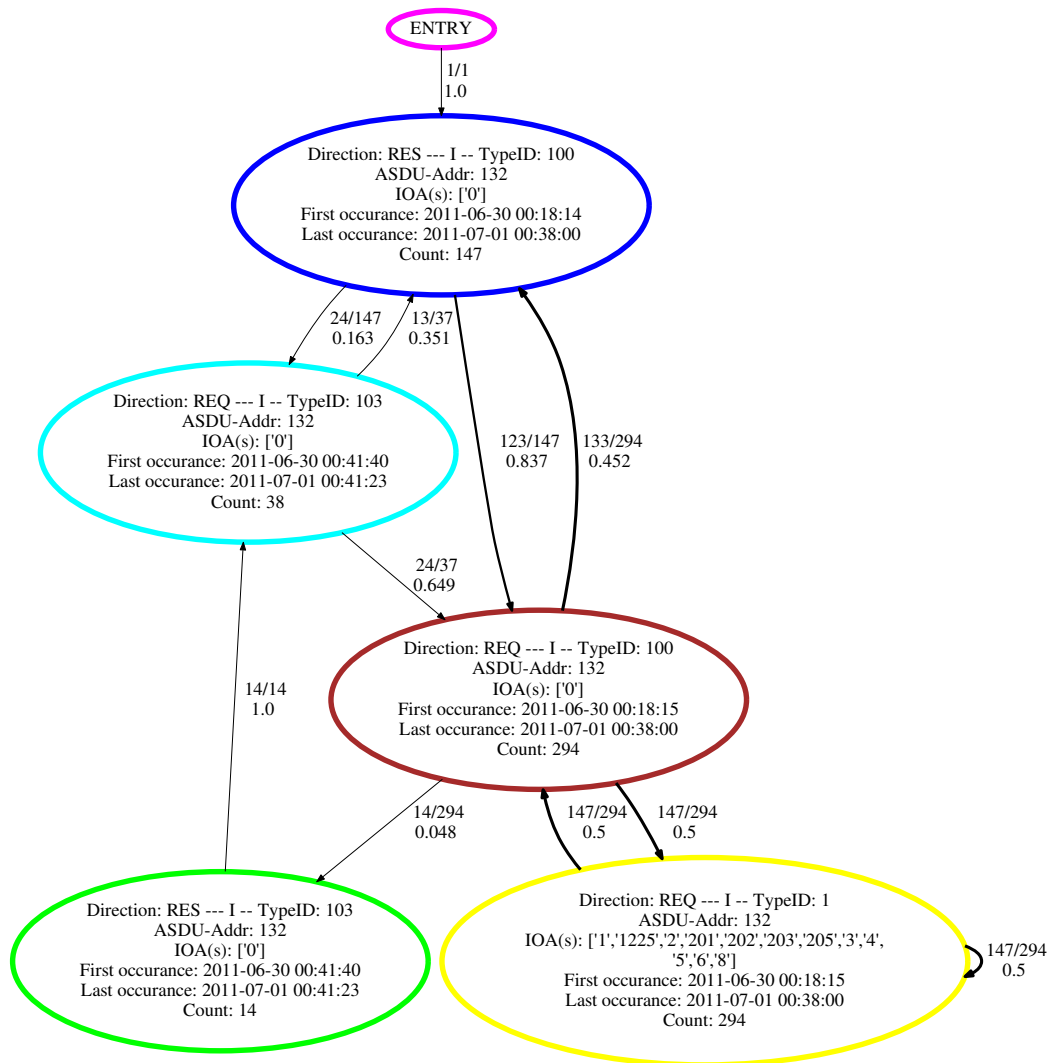 ENTRY
1/1
1.0
Direction: RES --- I -- TypeID: 100
ASDU-Addr: 132
IOA(s): ['0']
First occurance: 2011-06-30 00:18:14
Last occurance: 2011-07-01 00:38:00
Count: 147
24/147
0.163
13/37
0.351
Direction: REQ --- I -- TypeID: 103
ASDU-Addr: 132
IOA(s): ['0']
First occurance: 2011-06-30 00:41:40
Last occurance: 2011-07-01 00:41:23
Count: 38
123/147
0.837
133/294
0.452
24/37
0.649
Direction: REQ --- I -- TypeID: 100
ASDU-Addr: 132
IOA(s): ['0']
First occurance: 2011-06-30 00:18:15
Last occurance: 2011-07-01 00:38:00
Count: 294
14/14
1.0
14/294
0.048
147/294
0.5
147/294
0.5
Direction: RES --- I -- TypeID: 103
ASDU-Addr: 132
IOA(s): ['0']
First occurance: 2011-06-30 00:41:40
Last occurance: 2011-07-01 00:41:23
Count: 14
Direction: REQ --- I -- TypeID: 1
ASDU-Addr: 132
IOA(s): ['1','1225','2','201','202','203','205','3','4',
'5','6','8']
First occurance: 2011-06-30 00:18:15
Last occurance: 2011-07-01 00:38:00
Count: 294
147/294
0.5